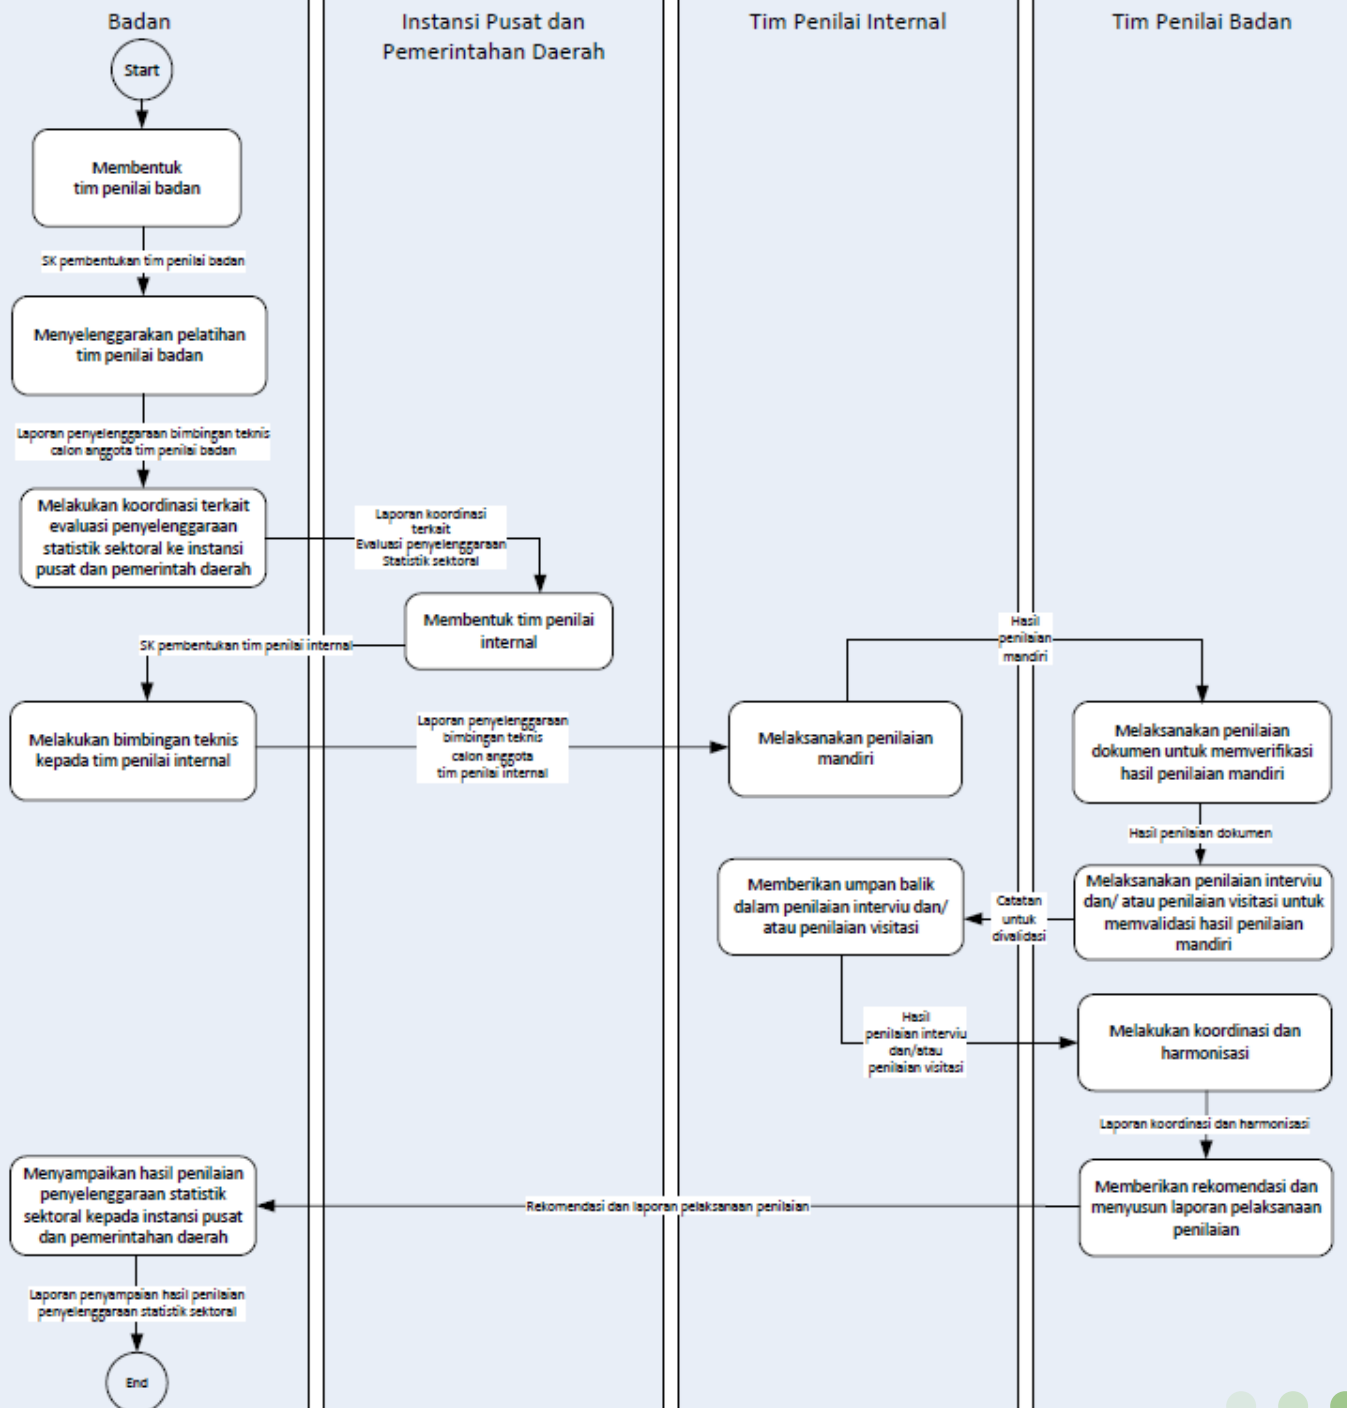 Badan
Instansi Pusat dan
Pemerintahan Daerah
Tim Penilai Internal
Tim Penilai Badan
Start
Membentuk
tim penilai badan
SK pembentukan tim penilai badan
Menyelenggarakan pelatihan
tim penilai badan
Laporan penyelenggaraan bimbingan teknis
calon anggota tim penilai badan
Melakukan koordinasi terkait
evaluasi penyelenggaraan
statistik sektoral ke instansi
pusat dan pemerintah daerah
Laporan koordinasi
terkait
Evaluasi penyelenggaraan
Statistik sektoral
Membentuk tim penilai
internal
SK pembentukan tim penilai internal
Melakukan bimbingan teknis
kepada tim penilai internal
Laporan penyelenggaraan
bimbingan teknis
calon anggota
tim penilai internal
Melaksanakan penilaian
mandiri
Hasil
penilaian
mandiri
Melaksanakan penilaian
dokumen untuk memverifikasi
hasil penilaian mandiri
Hasil penilaian dokumen
Melaksanakan penilaian interviu
dan/ atau penilaian visitasi untuk
memvalidasi hasil penilaian
mandiri
Catatan
untuk
divalidasi
Memberikan umpan balik
dalam penilaian interviu dan/
atau penilaian visitasi
Hasil
penilaian interviu
dan/atau
penilaian visitasi
Melakukan koordinasi dan
harmonisasi
Laporan koordinasi dan harmonisasi
Memberikan rekomendasi dan
menyusun laporan pelaksanaan
penilaian
Rekomendasi dan laporan pelaksanaan penilaian
Menyampaikan hasil penilaian
penyelenggaraan statistik
sektoral kepada instansi pusat
dan pemerintahan daerah
Laporan penyampaian hasil penilaian
penyelenggaraan statistik sektoral
End